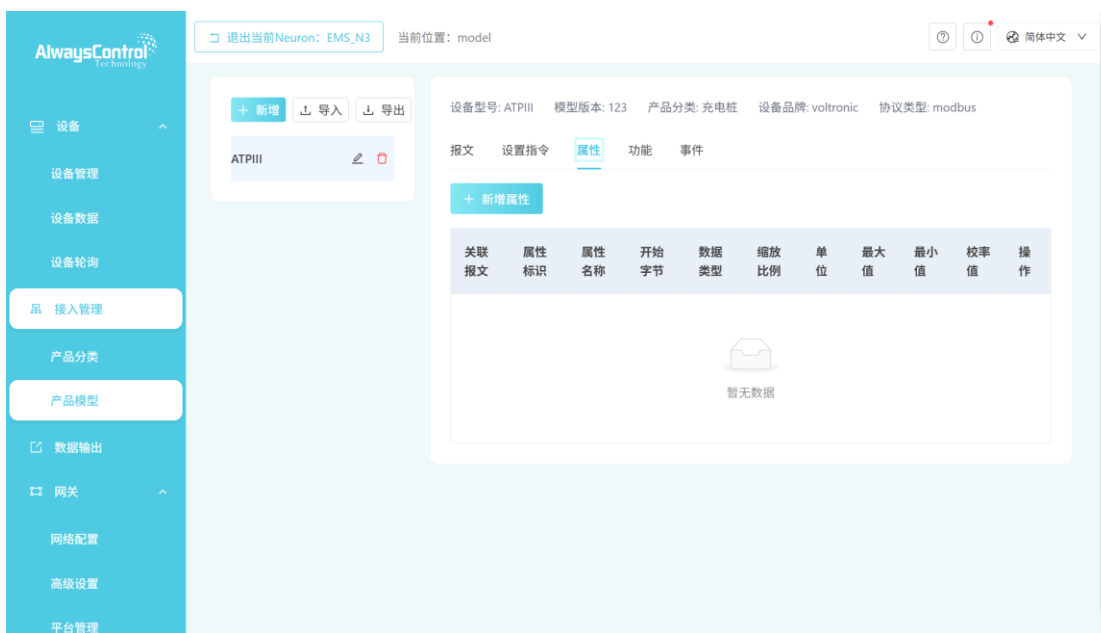 AlwaysControl
Technology
退出当前Neuron：EMS_N3
当前位置：model
简体中文
设备
设备管理
设备数据
设备轮询
接入管理
产品分类
产品模型
数据输出
网关
网络配置
高级设置
平台管理
新增
导入
导出
ATPIII
设备型号: ATPIII 模型版本: 123 产品分类: 充电桩 设备品牌: voltronic 协议类型: modbus
报文 设置指令 属性 功能 事件
新增属性
关联报文 属性标识 属性名称 开始字节 数据类型 缩放比例 单位 最大值 最小值 校率值 操作
暂无数据